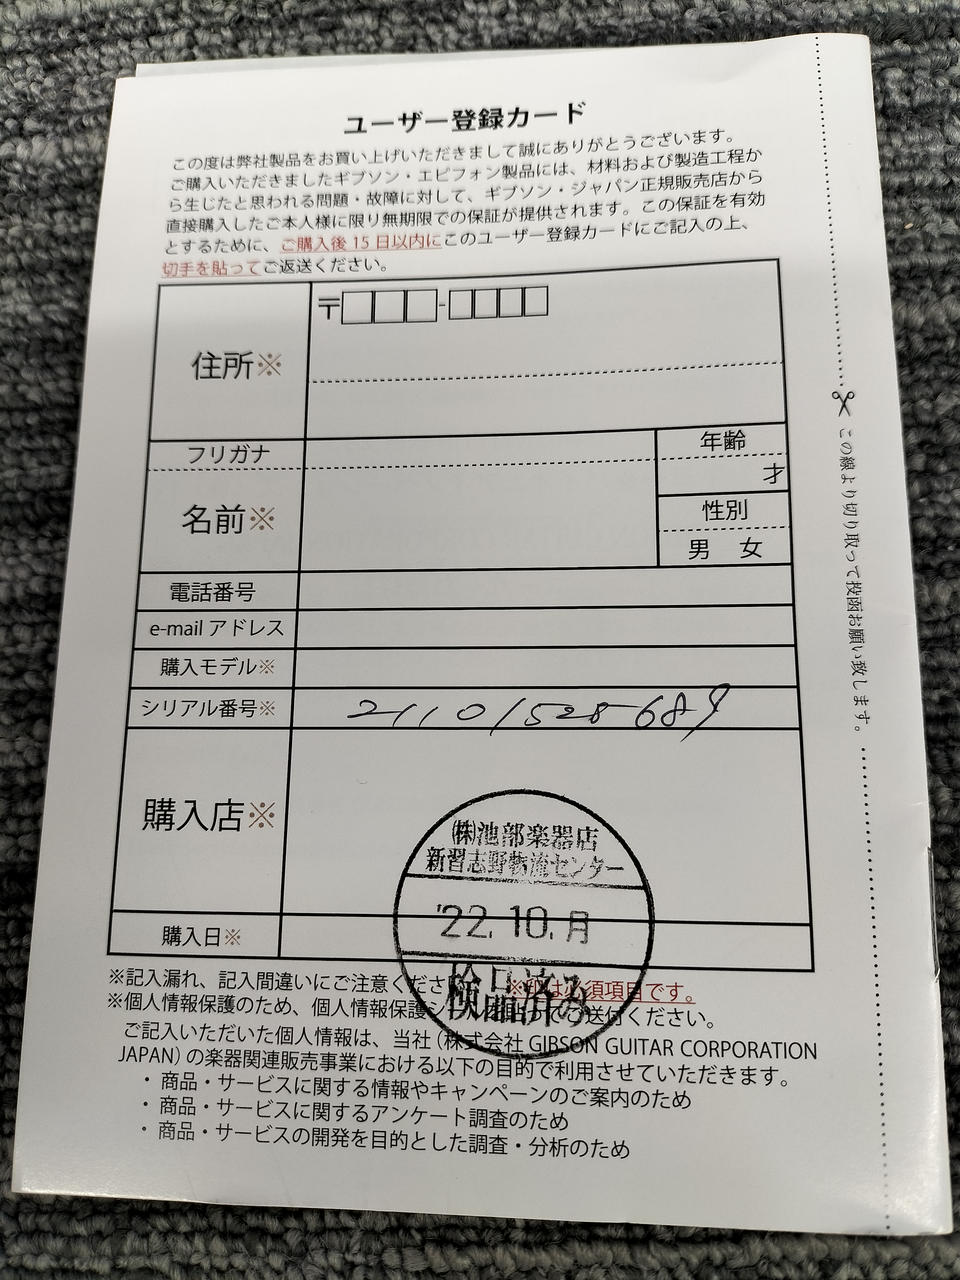 ユーザー登録カード
この度は弊社製品をお買い上げいただきまして誠にありがとうございます。
ご購入いただきましたギブソン・エピフォン製品には、材料および製造工程か
ら生じたと思われる問題・故障に対して、ギブソン・ジャパン正規販売店から
直接購入したご本人様に限り無期限での保証が提供されます。この保証を有効
とするために、ご購入後15日以内にこのユーザー登録カードにご記入の上、
切手を貼ってご返送ください。
〒
-
住所※
フリガナ
年齢
才
名前※
性別
男 女
電話番号
e-mail アドレス
購入モデル※
シリアル番号※ 21101528689
購入店※
㈱池部楽器店
新習志野物流センター
'22.10.月
検品済み
購入日※
※記入漏れ、記入間違いにご注意くださ
※印は必須項目です。
※個人情報保護のため、個人情報保護シ
ご送付ください。
ご記入いただいた個人情報は、当社(株式会社 GIBSON GUITAR CORPORATION
JAPAN)の楽器関連販売事業における以下の目的で利用させていただきます。
・商品・サービスに関する情報やキャンペーンのご案内のため
・商品・サービスに関するアンケート調査のため
・商品・サービスの開発を目的とした調査・分析のため
この線より切り取って投函お願い致します。